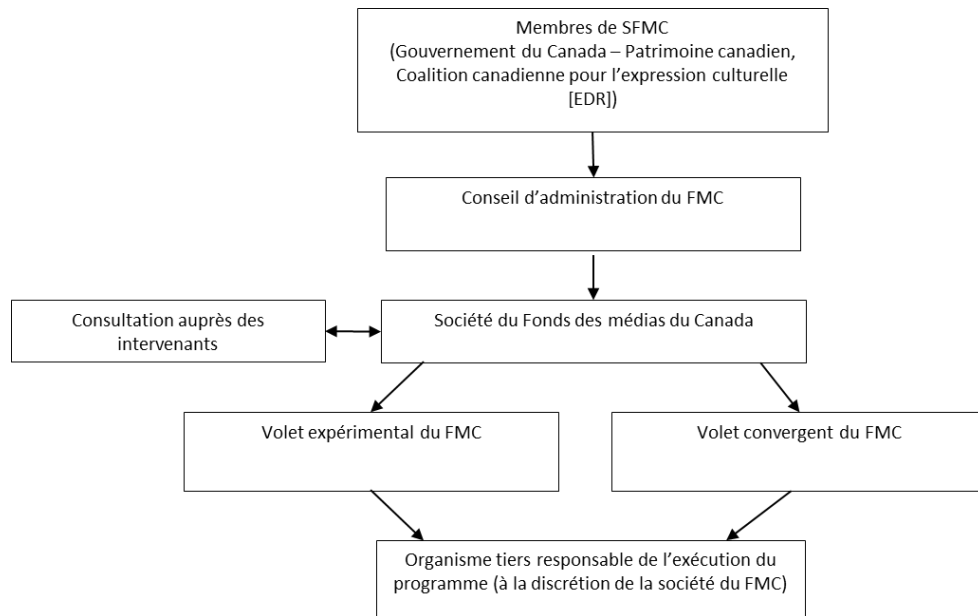 Membres de SFMC
(Gouvernement du Canada – Patrimoine canadien,
Coalition canadienne pour l'expression culturelle
[EDR])
Conseil d'administration du FMC
Consultation auprès des
intervenants
Société du Fonds des médias du Canada
Volet expérimental du FMC
Volet convergent du FMC
Organisme tiers responsable de l'exécution du
programme (à la discrétion de la société du FMC)